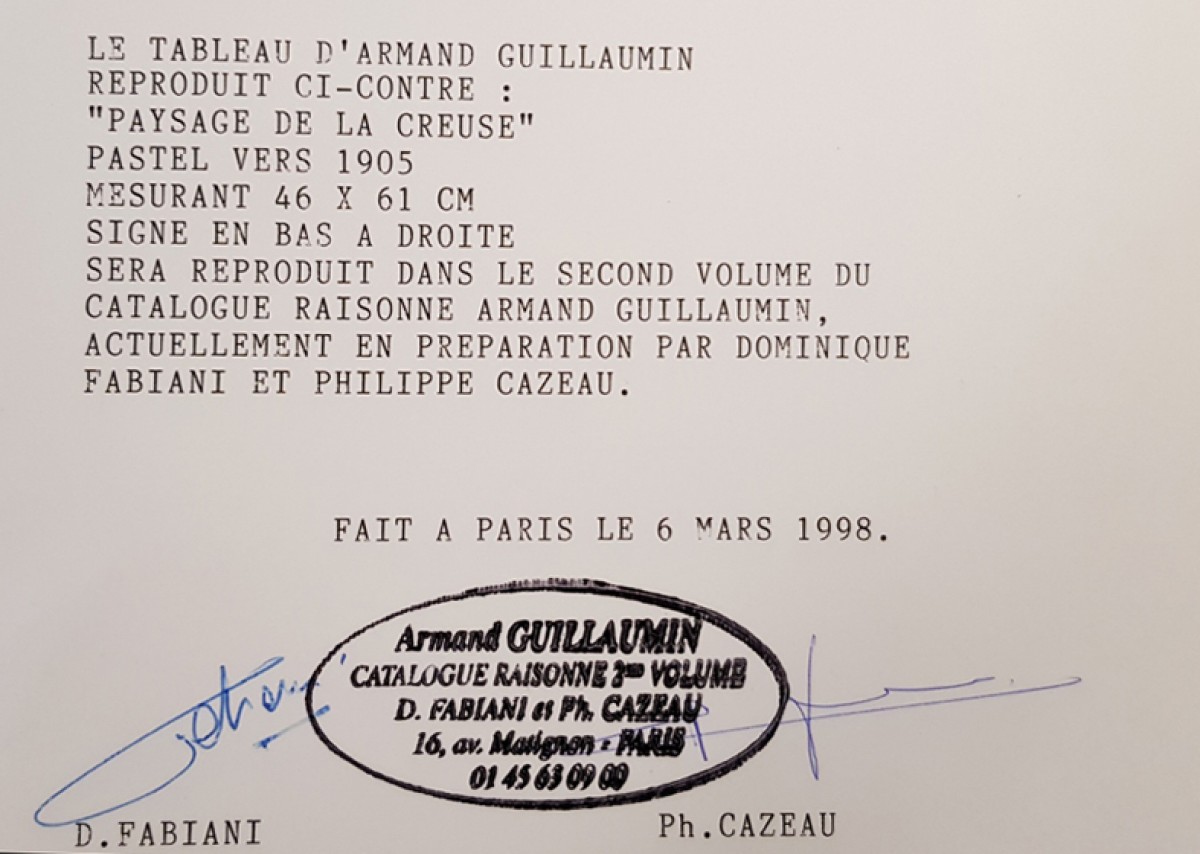 LE TABLEAU D'ARMAND GUILLAUMIN
REPRODUIT CI-CONTRE :
"PAYSAGE DE LA CREUSE"
PASTEL VERS 1905
MESURANT 46 X 61 CM
SIGNE EN BAS A DROITE
SERA REPRODUIT DANS LE SECOND VOLUME DU
CATALOGUE RAISONNE ARMAND GUILLAUMIN,
ACTUELLEMENT EN PREPARATION PAR DOMINIQUE
FABIANI ET PHILIPPE CAZEAU.
FAIT A PARIS LE 6 MARS 1998.
Armand GUILLAUMIN
CATALOGUE RAISONNE VOLUME
D. FABIANI et Ph. CAZEAU
16, av. Matignon - PARIS
01 45 63 09 00
D.FABIANI
Ph.CAZEAU